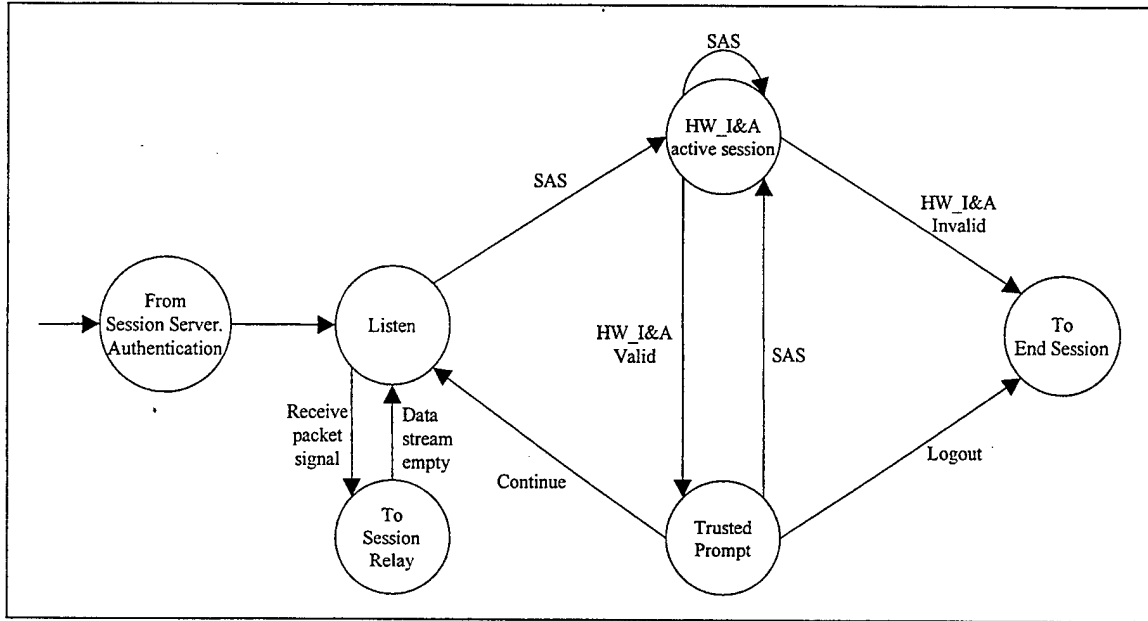 SAS
HW_I&A
active session
SAS
HW_I&A
Invalid
From
Session Server.
Authentication
Listen
HW_I&A
Valid
SAS
To
End Session
Receive
packet
signal
Data
stream
empty
Continue
Logout
To
Session
Relay
Trusted
Prompt